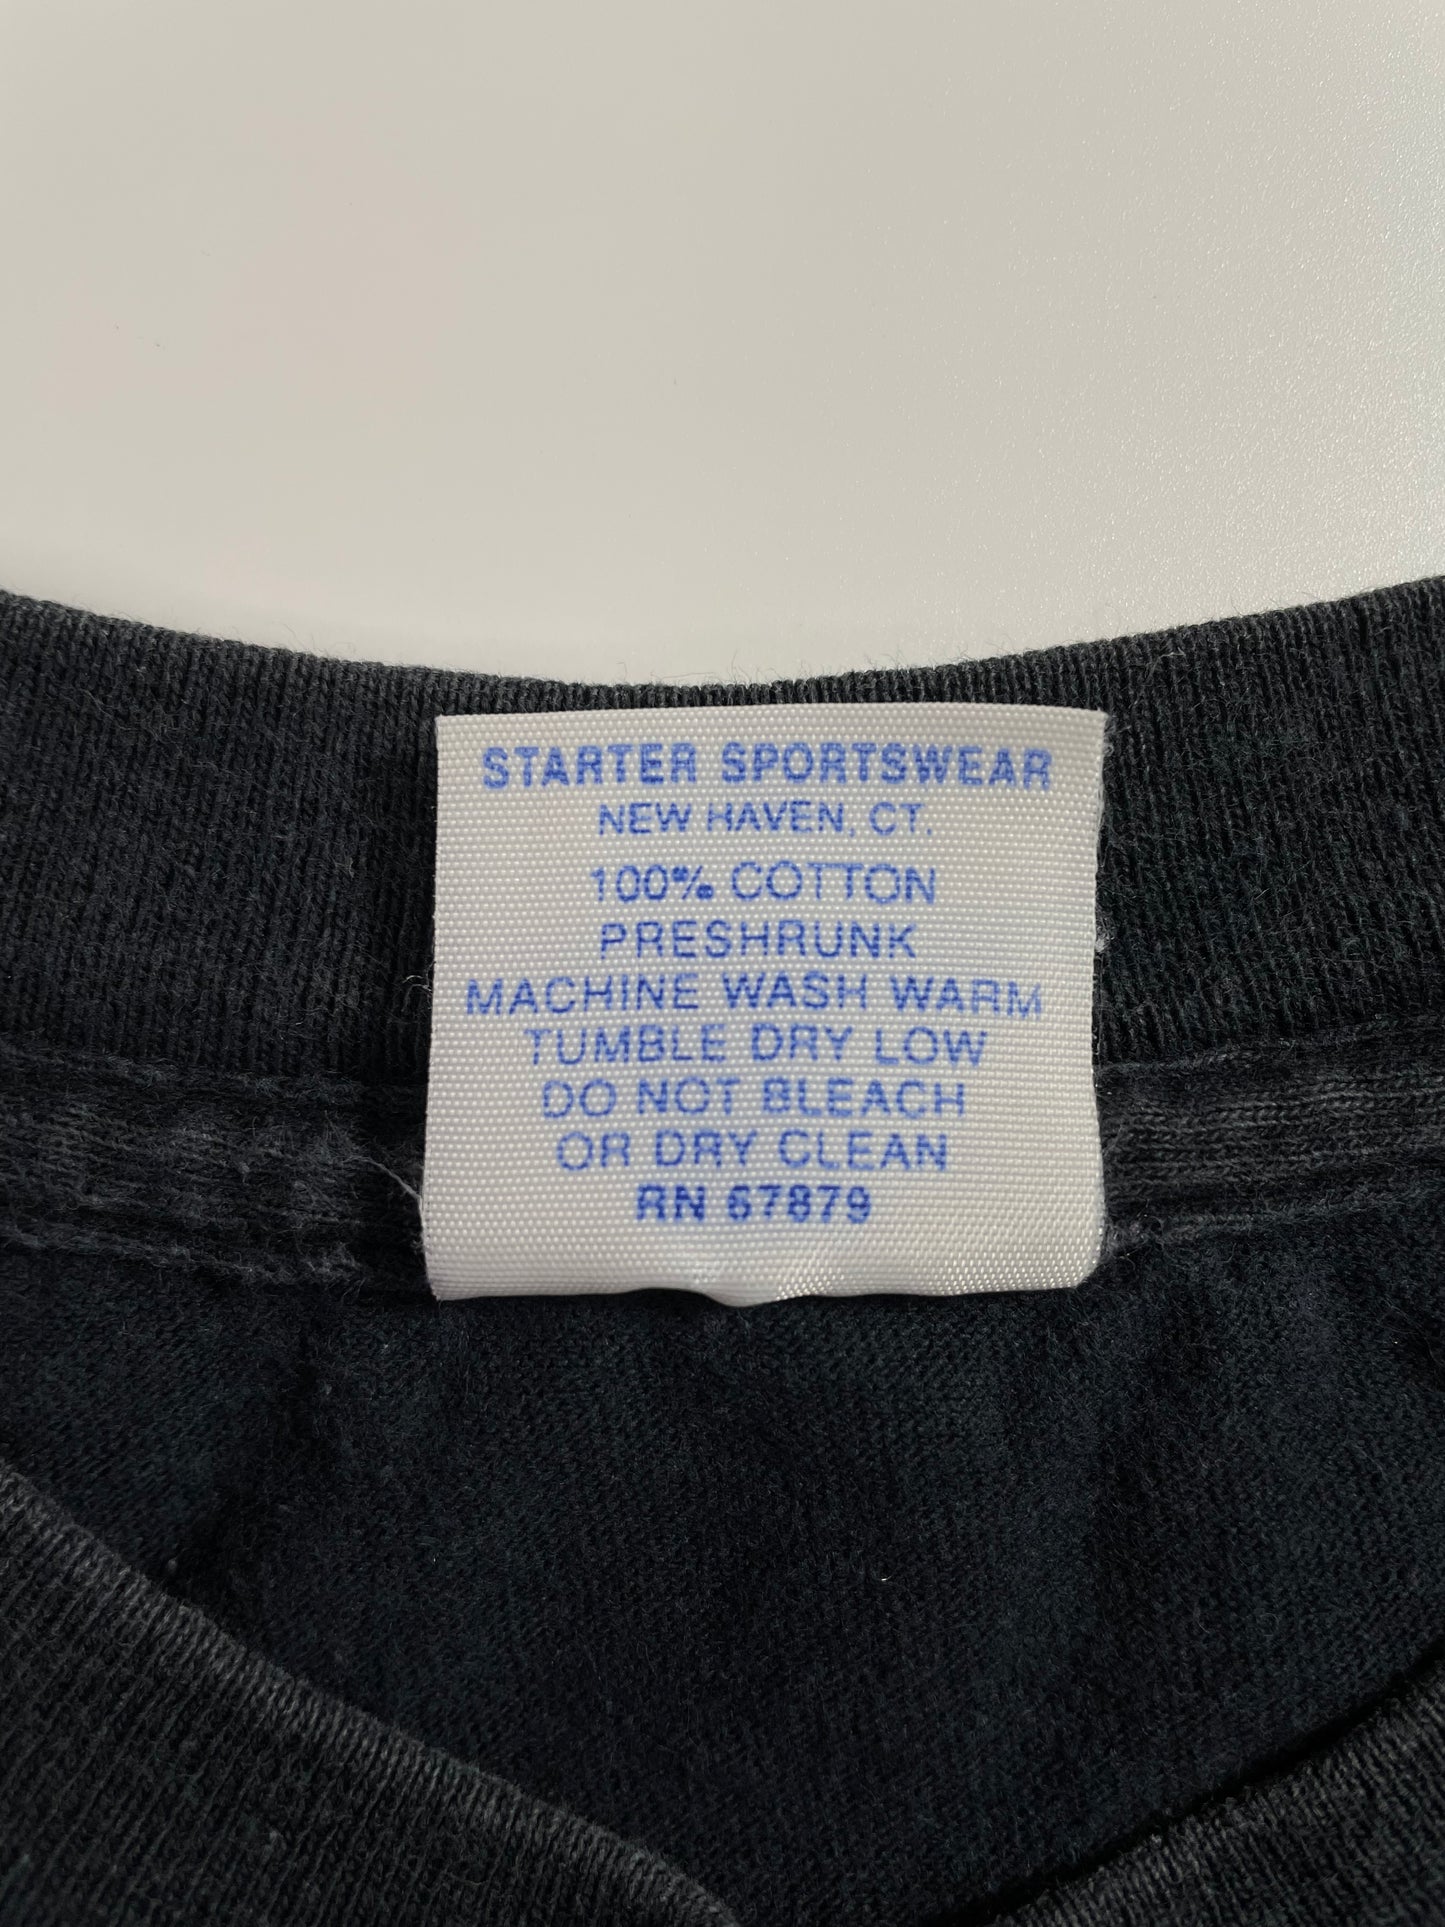 STARTER SPORTSWEAR
NEW HAVEN, CT.
100% COTTON
PRESHRUNK
MACHINE WASH WARM
TUMBLE DRY LOW
DO NOT BLEACH
OR DRY CLEAN
RN 67879